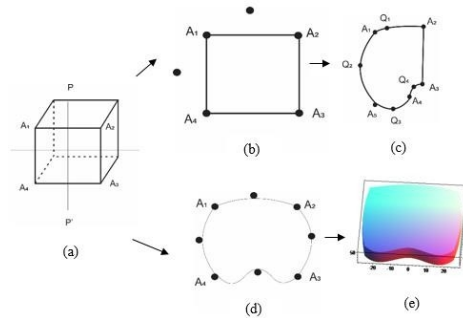 P
A₁
A₂
A₄
A₃
P'
(a)
A₁
A₂
A₄
A₃
(b)
Q₁
A₁
A₂
Q₂
Q₄
A₃
A₄
A₅
Q₃
(c)
A₁
A₂
A₄
A₃
(d)
(e)